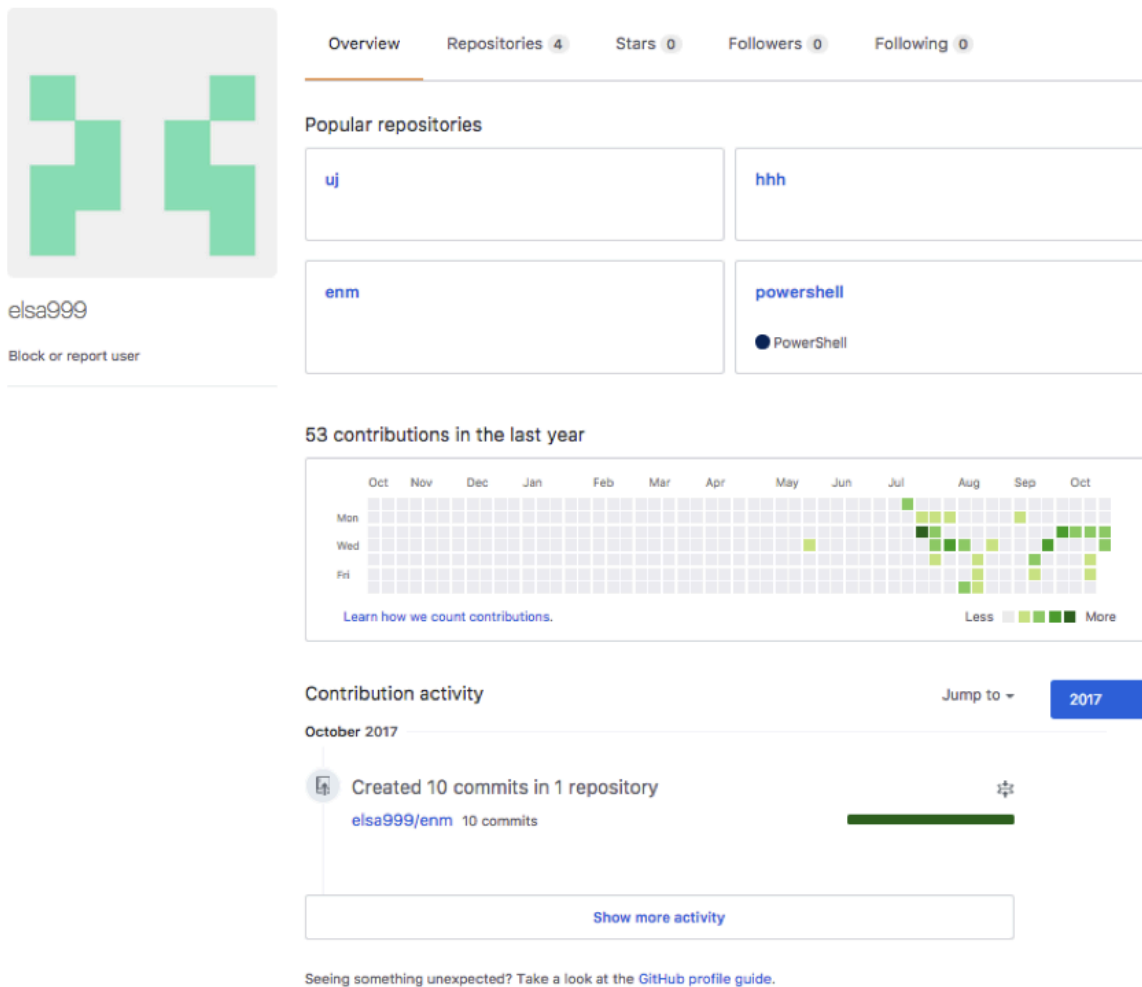 Overview Repositories 4 Stars 0 Followers 0 Following 0
Popular repositories
uj
hhh
enm
powershell
PowerShell
elsa999
Block or report user
53 contributions in the last year
Oct Nov Dec Jan Feb Mar Apr May Jun Jul Aug Sep Oct
Mon
Wed
Fri
Learn how we count contributions.
Less More
Contribution activity
Jump to
2017
October 2017
Created 10 commits in 1 repository
elsa999/enm 10 commits
Show more activity
Seeing something unexpected? Take a look at the GitHub profile guide.